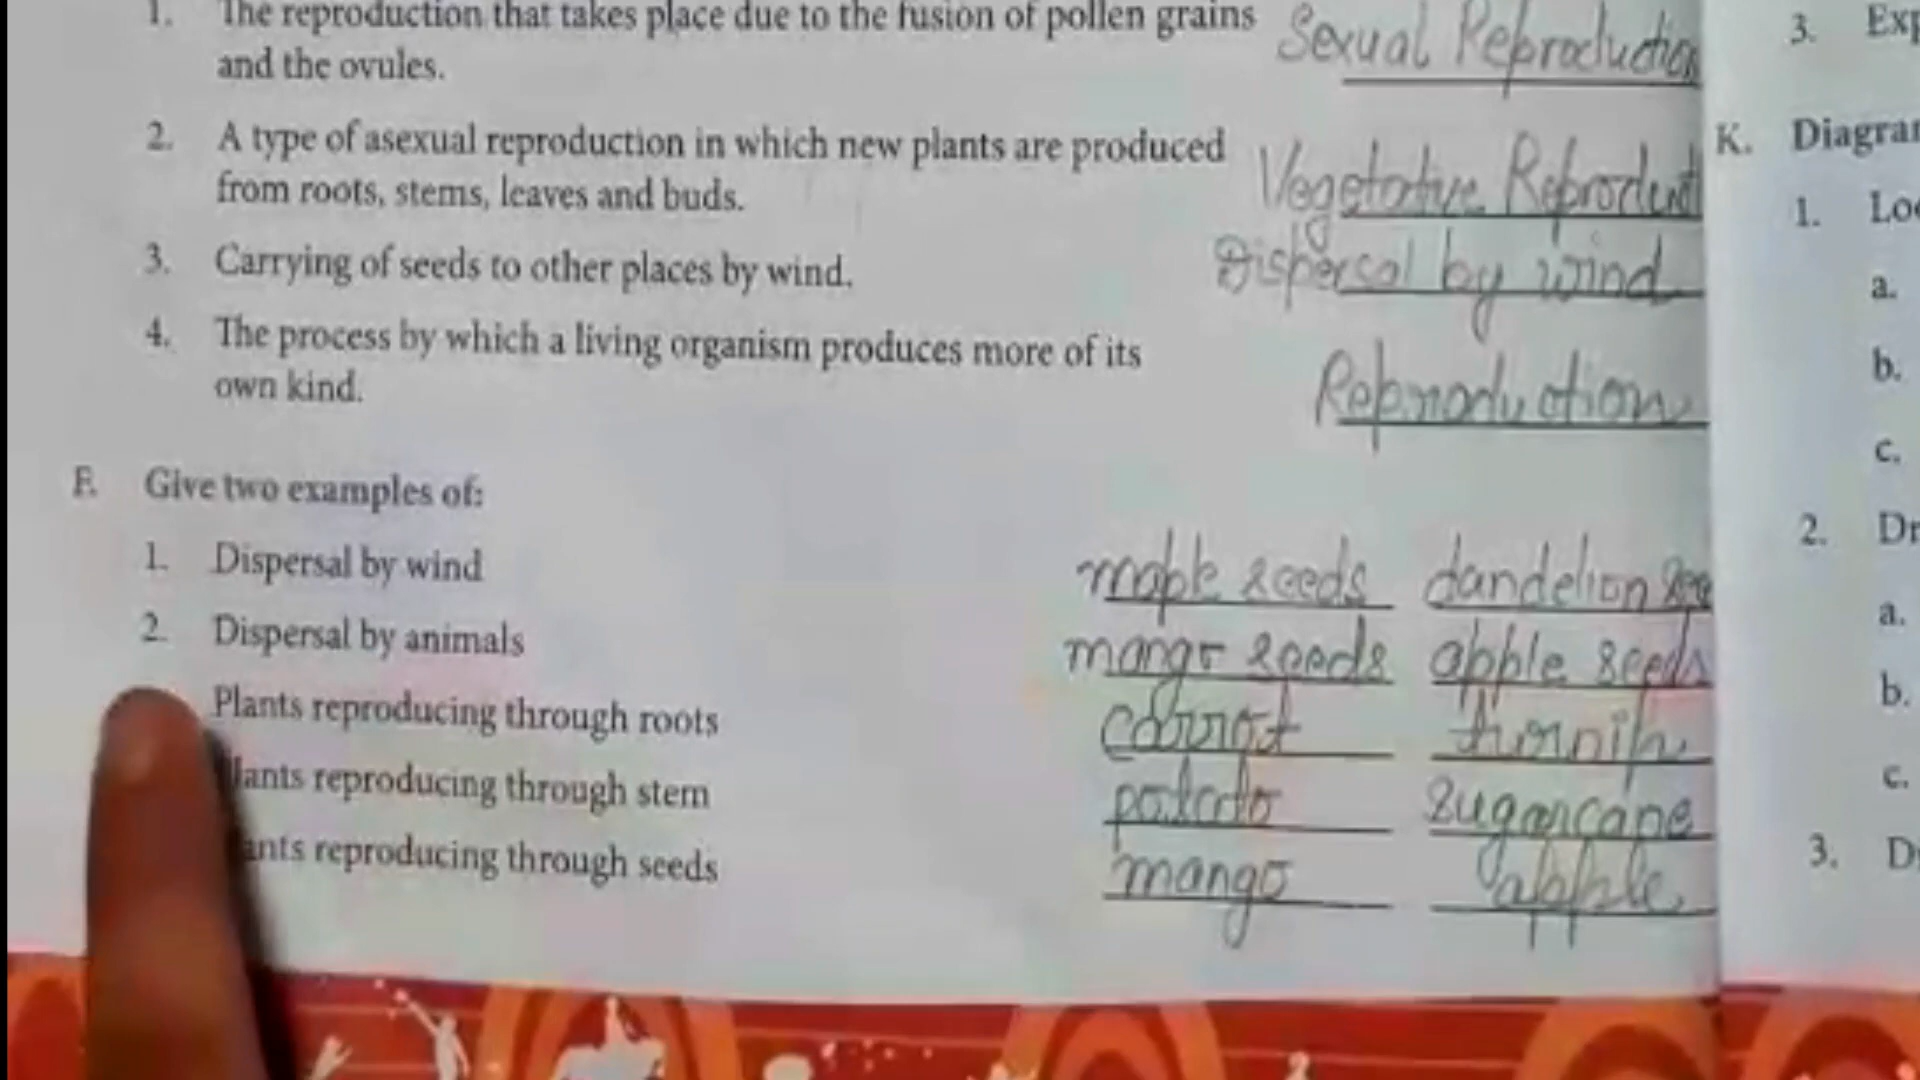 1. The reproduction that takes place due to the fusion of pollen grains Sexual Reproduction
and the ovules.
3. Exp
2. A type of asexual reproduction in which new plants are produced
from roots, stems, leaves and buds. Vegetative Reproduct
K. Diagram
1. Loc
3. Carrying of seeds to other places by wind. Dispersal by wind
a.
4. The process by which a living organism produces more of its
own kind. Reproduction
b.
c.
F. Give two examples of:
1. Dispersal by wind maple seeds dandelion see
2. Dr
2. Dispersal by animals mango seeds apple seeds
a.
Plants reproducing through roots carrot turnip
b.
lants reproducing through stem potato sugarcane
c.
ants reproducing through seeds mango apple
3. D